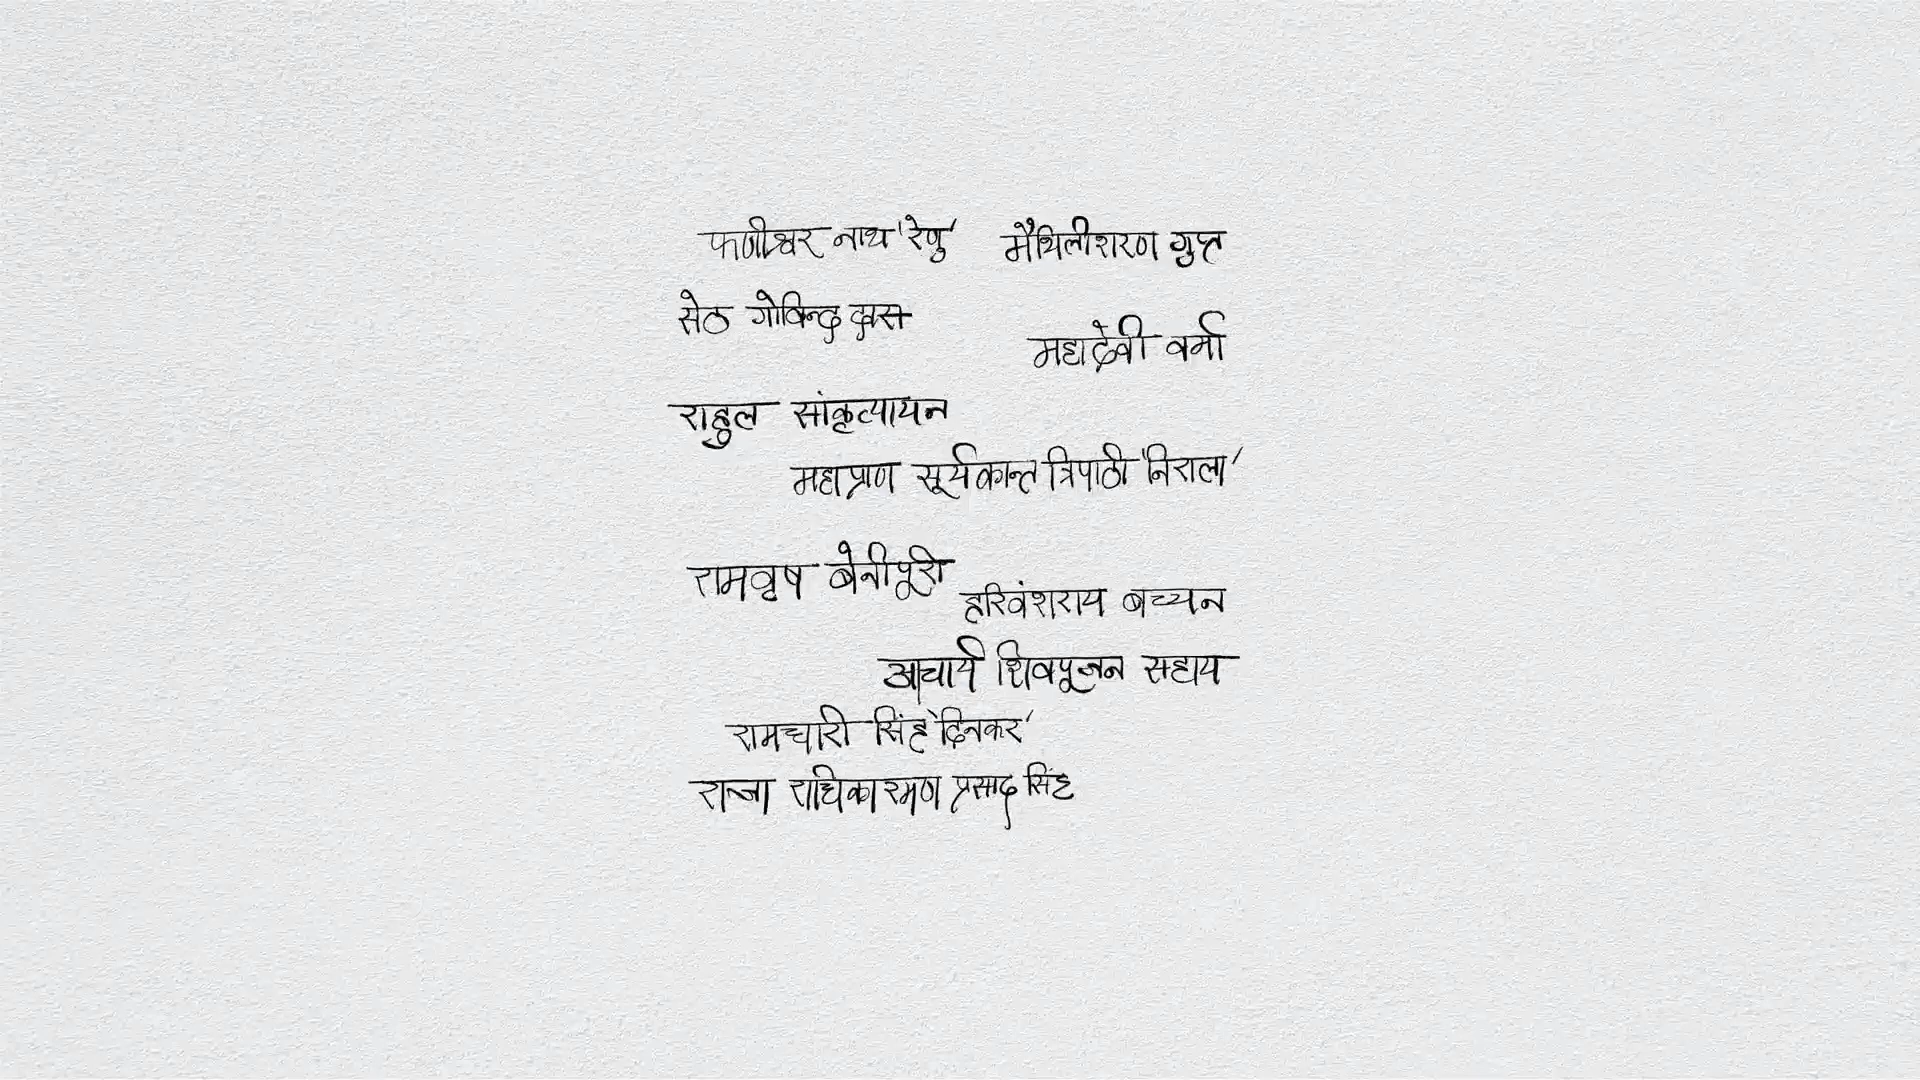 फणीश्वर नाथ 'रेणु' मैथिलीशरण गुप्त
सेठ गोविन्द दास
महादेवी वर्मा
राहुल सांकृत्यायन
महाप्राण सूर्यकान्त त्रिपाठी 'निराला'
रामवृष बेनीपूरी
हरिवंशराय बच्चन
आचार्य शिवपूजन सहाय
रामधारी सिंह 'दिनकर'
राजा राधिकारमण प्रसाद सिंह